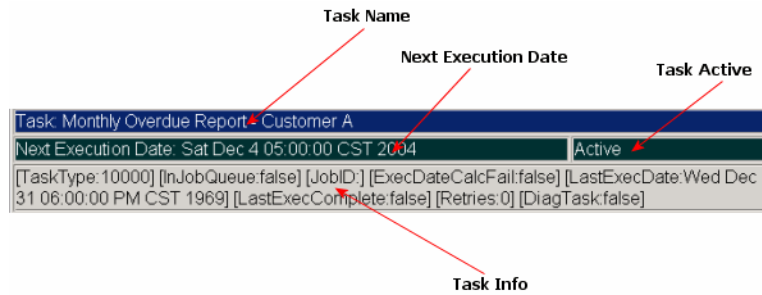 Task Name
Next Execution Date
Task Active
Task: Monthly Overdue Report - Customer A
Next Execution Date: Sat Dec 4 05:00:00 CST 2004
Active
[TaskType:10000] [InJobQueue:false] [JobID:] [ExecDateCalcFail:false] [LastExecDate:Wed Dec
31 06:00:00 PM CST 1969] [LastExecComplete:false] [Retries:0] [DiagTask:false]
Task Info